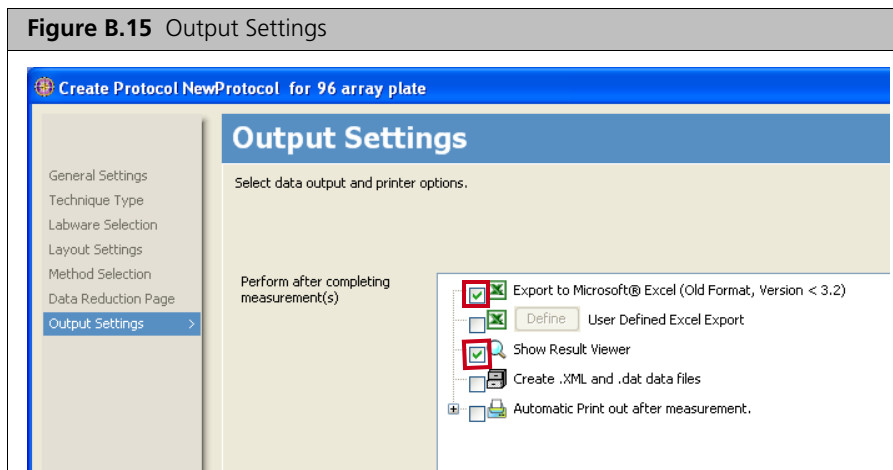 Figure B.15 Output Settings
Create Protocol NewProtocol for 96 array plate
Output Settings
General Settings
Technique Type
Labware Selection
Layout Settings
Method Selection
Data Reduction Page
Output Settings >
Select data output and printer options.
Perform after completing
measurement(s)
Export to Microsoft® Excel (Old Format, Version < 3.2)
Define User Defined Excel Export
Show Result Viewer
Create .XML and .dat data files
Automatic Print out after measurement.